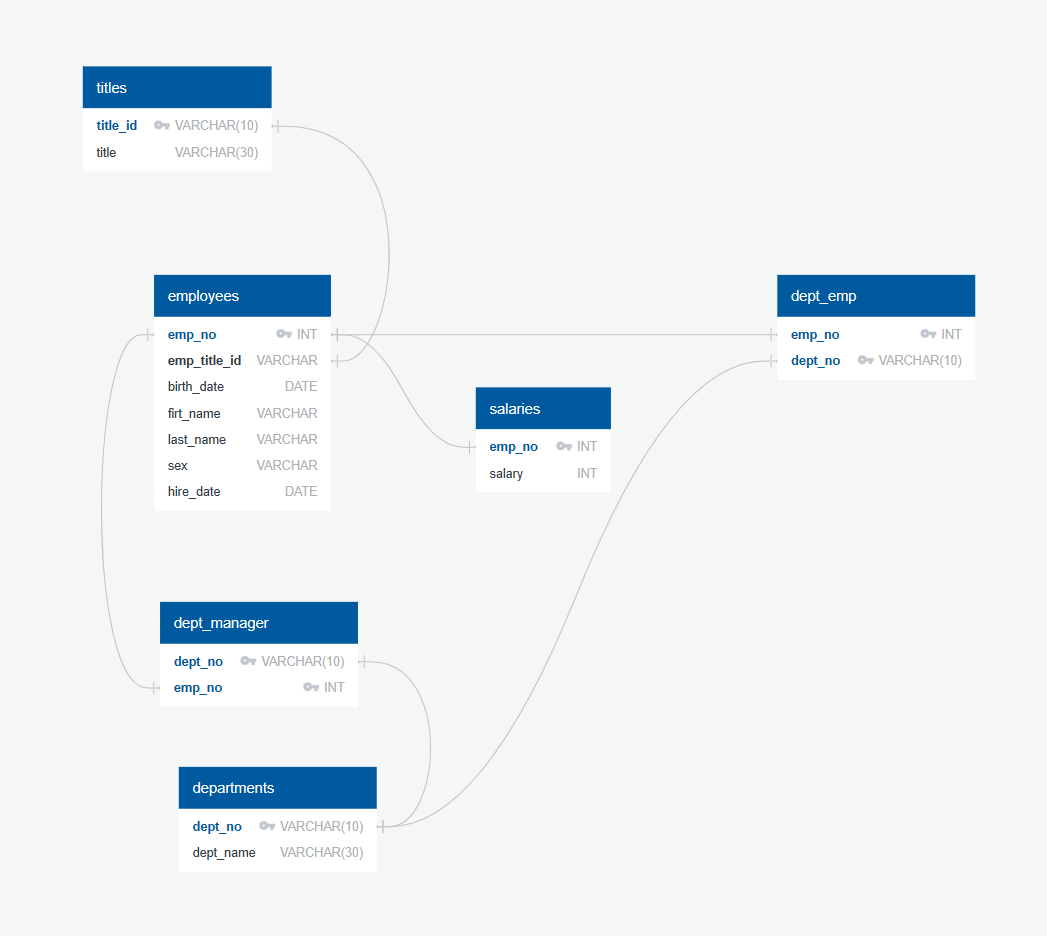 titles
title_id VARCHAR(10)
title VARCHAR(30)
employees
emp_no INT
emp_title_id VARCHAR
birth_date DATE
firt_name VARCHAR
last_name VARCHAR
sex VARCHAR
hire_date DATE
dept_emp
emp_no INT
dept_no VARCHAR(10)
salaries
emp_no INT
salary INT
dept_manager
dept_no VARCHAR(10)
emp_no INT
departments
dept_no VARCHAR(10)
dept_name VARCHAR(30)